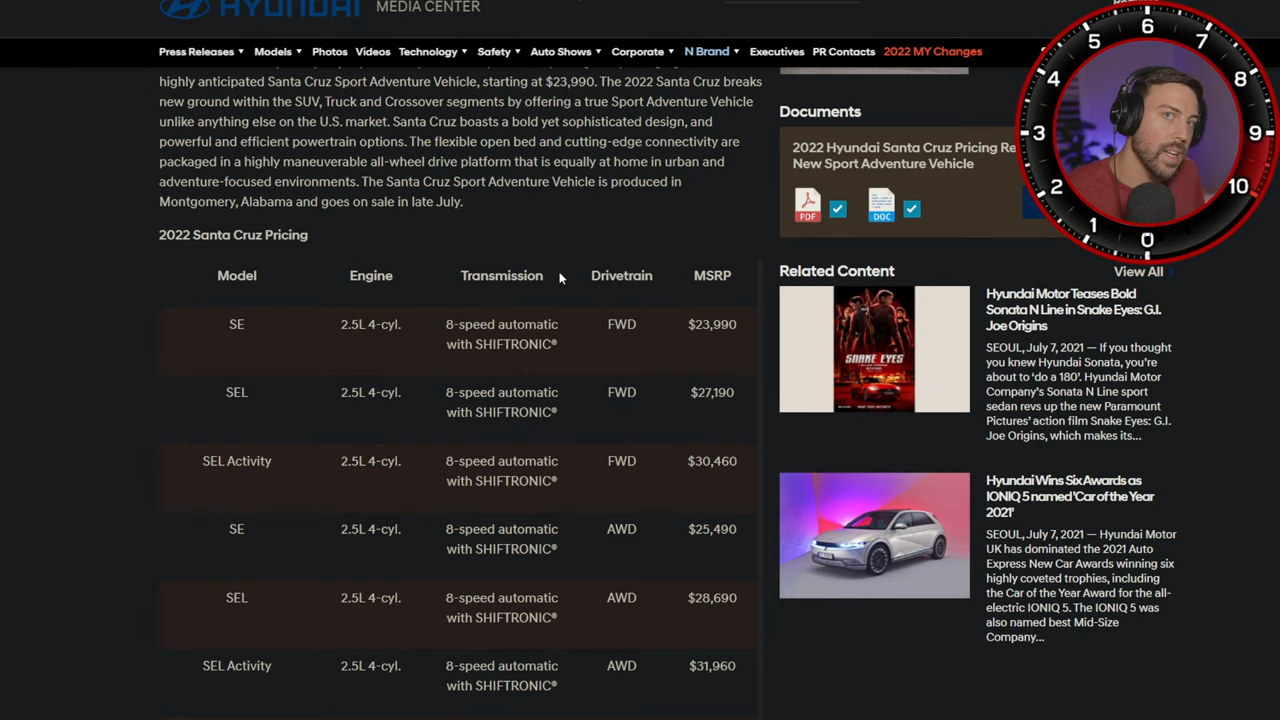 HYUNDAI MEDIA CENTER
Press Releases Models Photos Videos Technology Safety Auto Shows Corporate N Brand Executives PR Contacts 2022 MY Changes
highly anticipated Santa Cruz Sport Adventure Vehicle, starting at $23,990. The 2022 Santa Cruz breaks
new ground within the SUV, Truck and Crossover segments by offering a true Sport Adventure Vehicle
unlike anything else on the U.S. market. Santa Cruz boasts a bold yet sophisticated design, and
powerful and efficient powertrain options. The flexible open bed and cutting-edge connectivity are
packaged in a highly maneuverable all-wheel drive platform that is equally at home in urban and
adventure-focused environments. The Santa Cruz Sport Adventure Vehicle is produced in
Montgomery, Alabama and goes on sale in late July.
2022 Santa Cruz Pricing
Model Engine Transmission Drivetrain MSRP
SE 2.5L 4-cyl. 8-speed automatic FWD $23,990
with SHIFTRONIC®
SEL 2.5L 4-cyl. 8-speed automatic FWD $27,190
with SHIFTRONIC®
SEL Activity 2.5L 4-cyl. 8-speed automatic FWD $30,460
with SHIFTRONIC®
SE 2.5L 4-cyl. 8-speed automatic AWD $25,490
with SHIFTRONIC®
SEL 2.5L 4-cyl. 8-speed automatic AWD $28,690
with SHIFTRONIC®
SEL Activity 2.5L 4-cyl. 8-speed automatic AWD $31,960
with SHIFTRONIC®
Documents
2022 Hyundai Santa Cruz Pricing Re
New Sport Adventure Vehicle
PDF DOC
Related Content View All
SNAKE EYES
Hyundai Motor Teases Bold
Sonata N Line in Snake Eyes: G.I.
Joe Origins
SEOUL, July 7, 2021 — If you thought
you knew Hyundai Sonata, you're
about to 'do a 180'. Hyundai Motor
Company's Sonata N Line sport
sedan revs up the new Paramount
Pictures' action film Snake Eyes: G.I.
Joe Origins, which makes its...
Hyundai Wins Six Awards as
IONIQ 5 named 'Car of the Year
2021'
SEOUL, July 7, 2021 — Hyundai Motor
UK has dominated the 2021 Auto
Express New Car Awards winning six
highly coveted trophies, including
the Car of the Year Award for the all-
electric IONIQ 5. The IONIQ 5 was
also named best Mid-Size
Company...
0
1
2
3
4
5
6
7
8
9
10